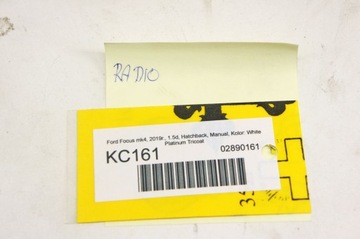 RADIO
Ford Focus mk4, 2019r., 1.5d, Hatchback, Manual, Kolor: White
Platinum Tricoat
KC161 02890161